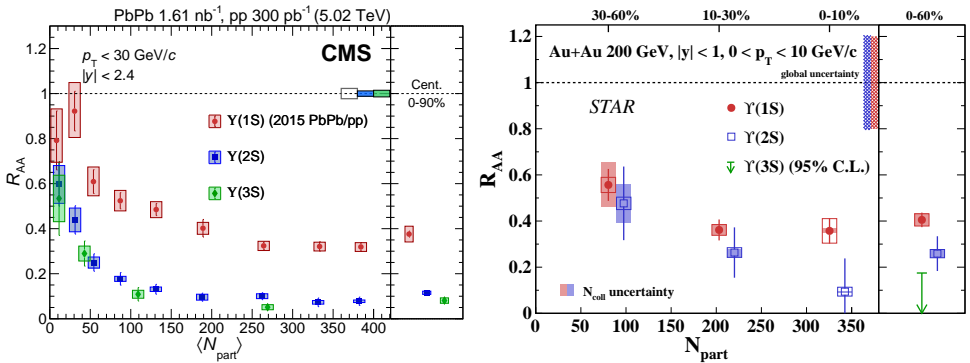 PbPb 1.61 nb⁻¹, pp 300 pb⁻¹ (5.02 TeV)
p_T < 30 GeV/c
|y| < 2.4
CMS
Cent.
0-90%
ϒ(1S) (2015 PbPb/pp)
ϒ(2S)
ϒ(3S)
R_AA
1.2
1
0.8
0.6
0.4
0.2
0
0 50 100 150 200 250 300 350 400
⟨N_part⟩
30-60% 10-30% 0-10% 0-60%
Au+Au 200 GeV, |y| < 1, 0 < p_T < 10 GeV/c
global uncertainty
STAR
ϒ(1S)
ϒ(2S)
ϒ(3S) (95% C.L.)
R_AA
1.2
1
0.8
0.6
0.4
0.2
0
N_coll uncertainty
0 50 100 150 200 250 300 350
N_part